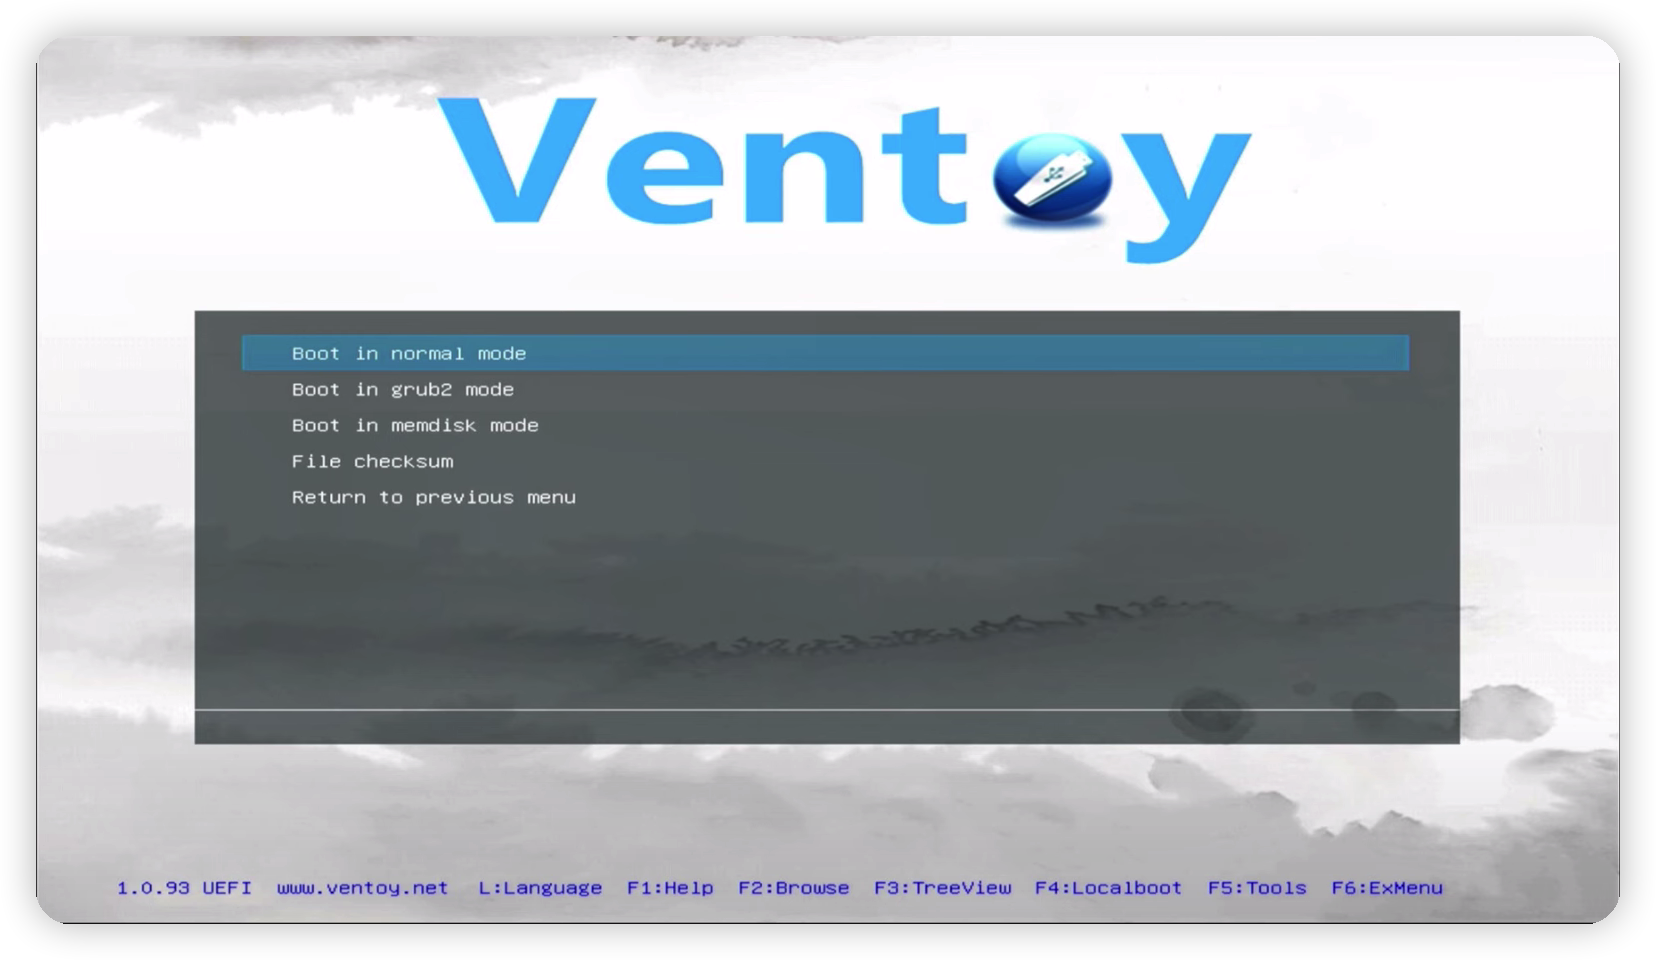 Ventoy
Boot in normal mode
Boot in grub2 mode
Boot in memdisk mode
File checksum
Return to previous menu
1.0.93 UEFI www.ventoy.net L:Language F1:Help F2:Browse F3:TreeView F4:Localboot F5:Tools F6:ExMenu